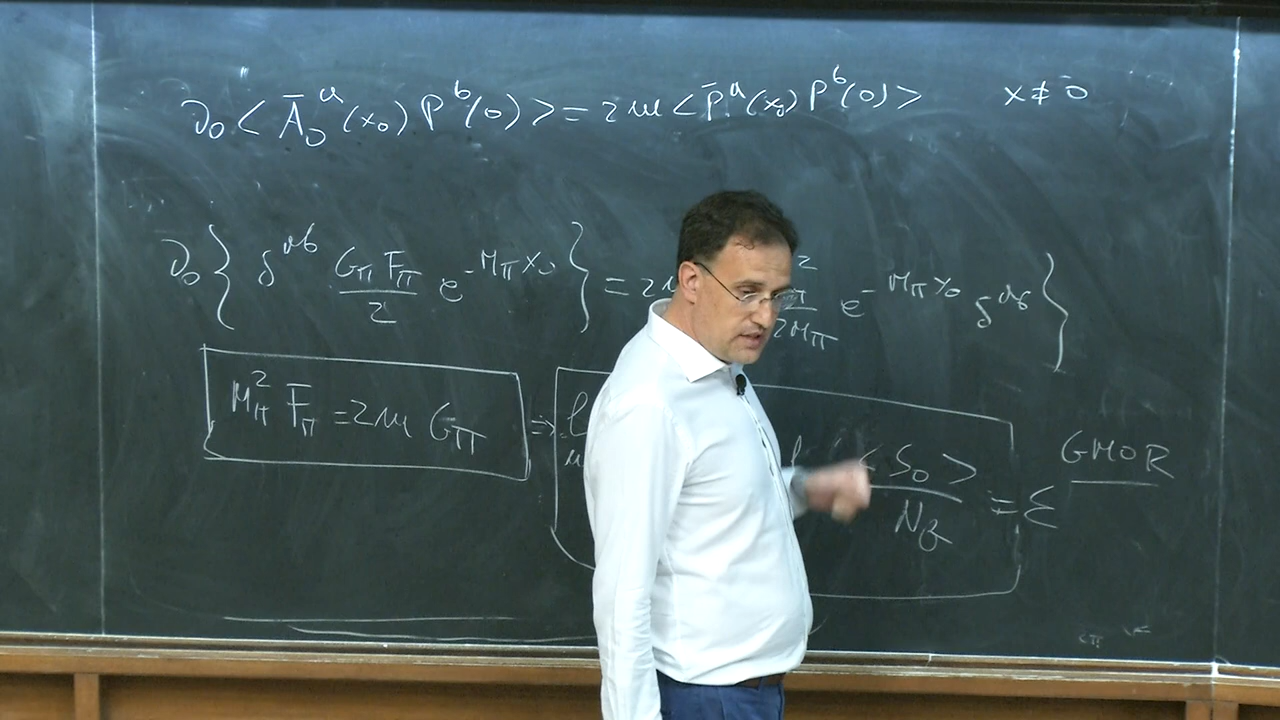 ∂₀ < Ā₀ᵃ(x₀) Pᵇ(0) > = 2m < P̄ᵃ(x₀) Pᵇ(0) > x ≠ 0
∂₀ { δᵃᵇ G_π F_π / 2 e^{-M_π x₀} } = 2 2 / 2M_π e^{-M_π x₀} δᵃᵇ }
M_π² F_π = 2m G_π ⇒ < S₀ > / N_f = Σ GMOR